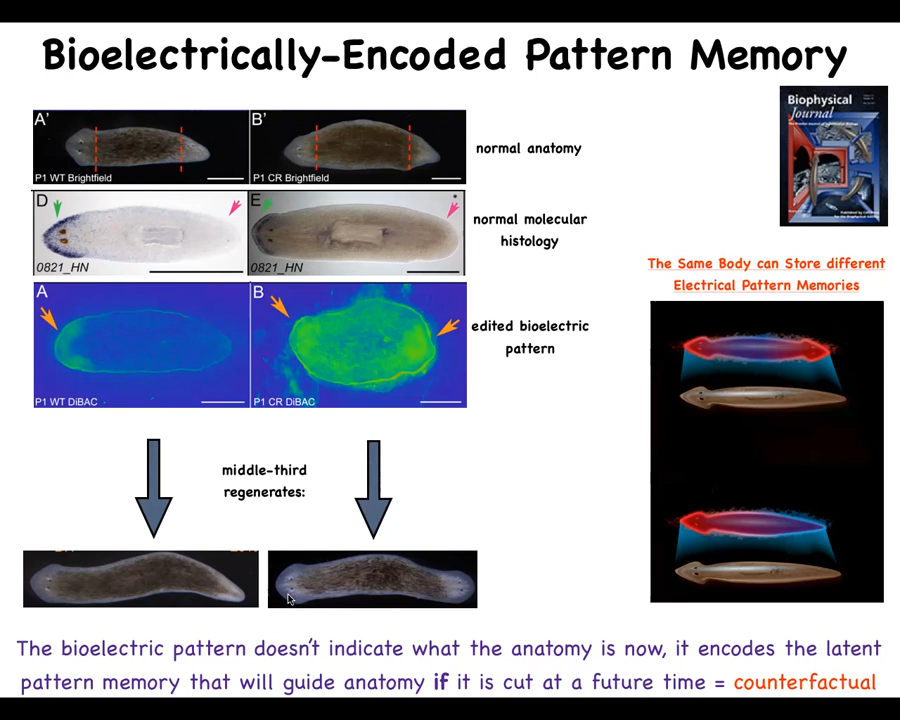 Bioelectrically-Encoded Pattern Memory
A'
P1 WT Brightfield
B'
P1 CR Brightfield
normal anatomy
D
0821_HN
E
0821_HN
normal molecular
histology
A
P1 WT DiBAC
B
P1 CR DiBAC
edited bioelectric
pattern
middle-third
regenerates:
Biophysical
Journal
The Same Body can Store different
Electrical Pattern Memories
The bioelectric pattern doesn't indicate what the anatomy is now, it encodes the latent
pattern memory that will guide anatomy if it is cut at a future time = counterfactual